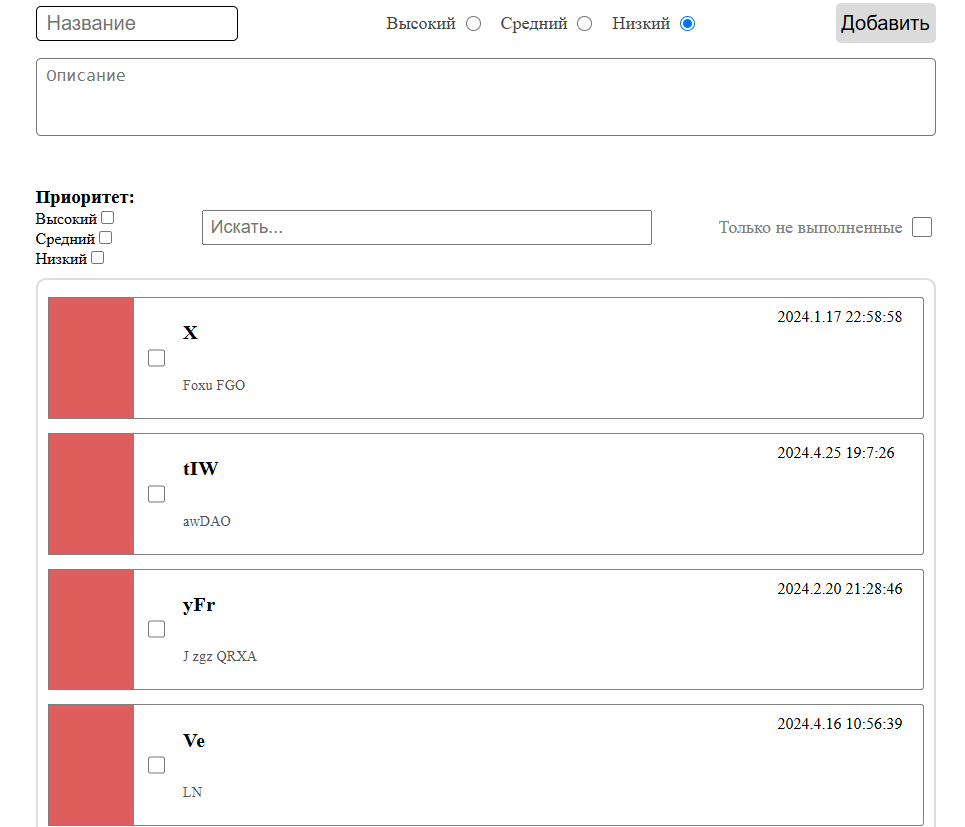 Название
Высокий Средний Низкий
Добавить
Описание
Приоритет:
Высокий
Средний
Низкий
Искать...
Только не выполненные
X
2024.1.17 22:58:58
Foxu FGO
tIW
2024.4.25 19:7:26
awDAO
yFr
2024.2.20 21:28:46
J zgz QRXA
Ve
2024.4.16 10:56:39
LN